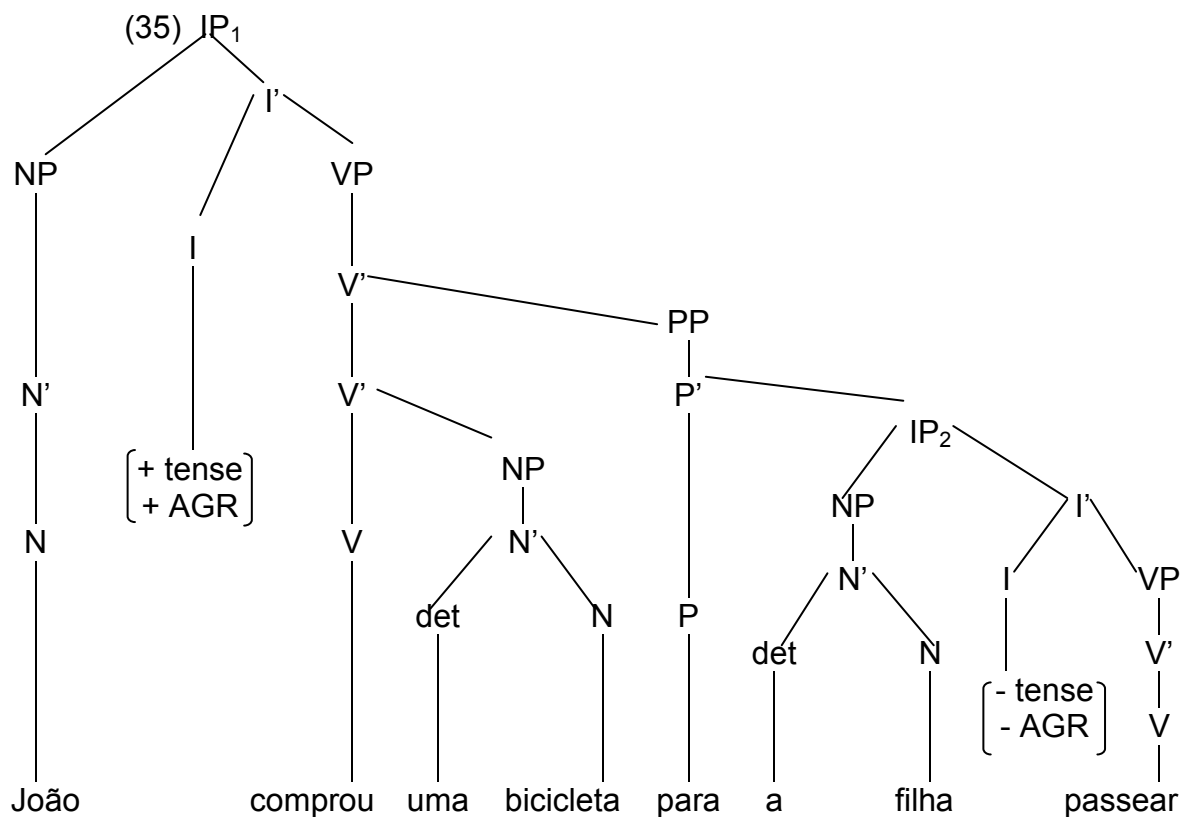 (35) IP₁
I’
NP VP
I
V’
PP
N’ V’ P’
IP₂
+ tense NP
+ AGR NP I’
N V N’
N’ I VP
det N P
det N V’
- tense
- AGR V
João comprou uma bicicleta para a filha passear